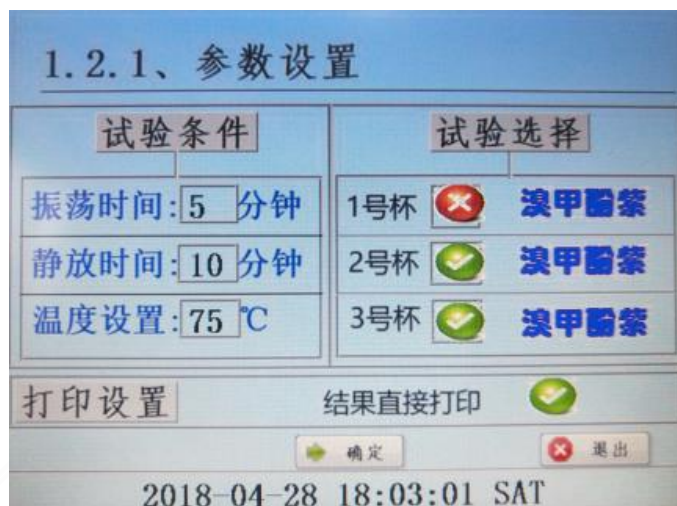 1.2.1、参数设置
试验条件
试验选择
振荡时间:5 分钟
1号杯 溴甲酚紫
静放时间:10 分钟
2号杯 溴甲酚紫
温度设置:75 ℃
3号杯 溴甲酚紫
打印设置 结果直接打印
确定 退出
2018-04-28 18:03:01 SAT